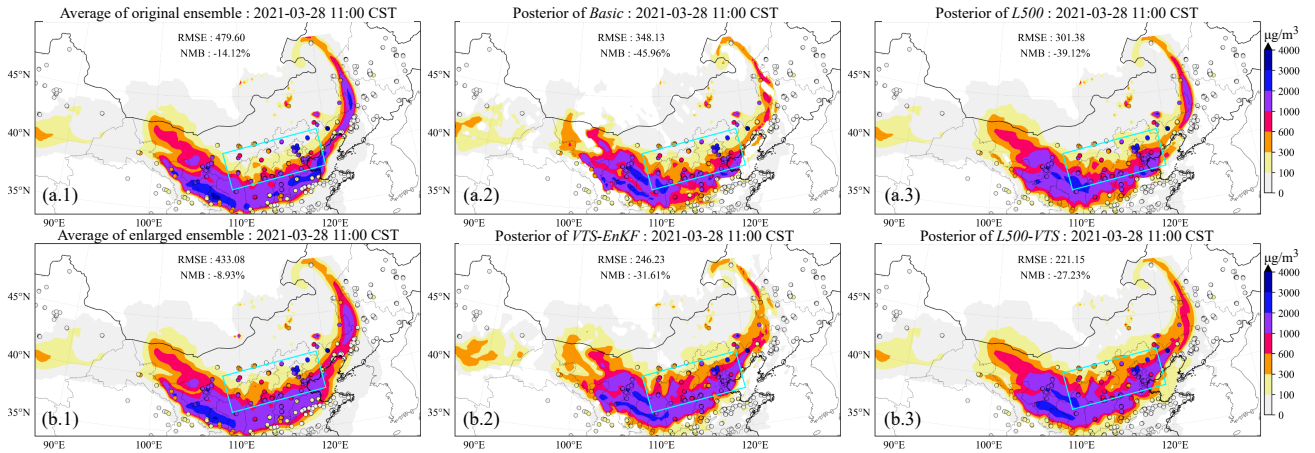 Average of original ensemble : 2021-03-28 11:00 CST
RMSE : 479.60
NMB : -14.12%
45°N
40°N
35°N
(a.1)
90°E 100°E 110°E 120°E
Posterior of Basic : 2021-03-28 11:00 CST
RMSE : 348.13
NMB : -45.96%
45°N
40°N
35°N
(a.2)
90°E 100°E 110°E 120°E
Posterior of L500 : 2021-03-28 11:00 CST
RMSE : 301.38
NMB : -39.12%
45°N
40°N
35°N
(a.3)
90°E 100°E 110°E 120°E
μg/m³
4000
3000
2000
1000
600
300
100
0
Average of enlarged ensemble : 2021-03-28 11:00 CST
RMSE : 433.08
NMB : -8.93%
45°N
40°N
35°N
(b.1)
90°E 100°E 110°E 120°E
Posterior of VTS-EnKF : 2021-03-28 11:00 CST
RMSE : 246.23
NMB : -31.61%
45°N
40°N
35°N
(b.2)
90°E 100°E 110°E 120°E
Posterior of L500-VTS : 2021-03-28 11:00 CST
RMSE : 221.15
NMB : -27.23%
45°N
40°N
35°N
(b.3)
90°E 100°E 110°E 120°E
μg/m³
4000
3000
2000
1000
600
300
100
0